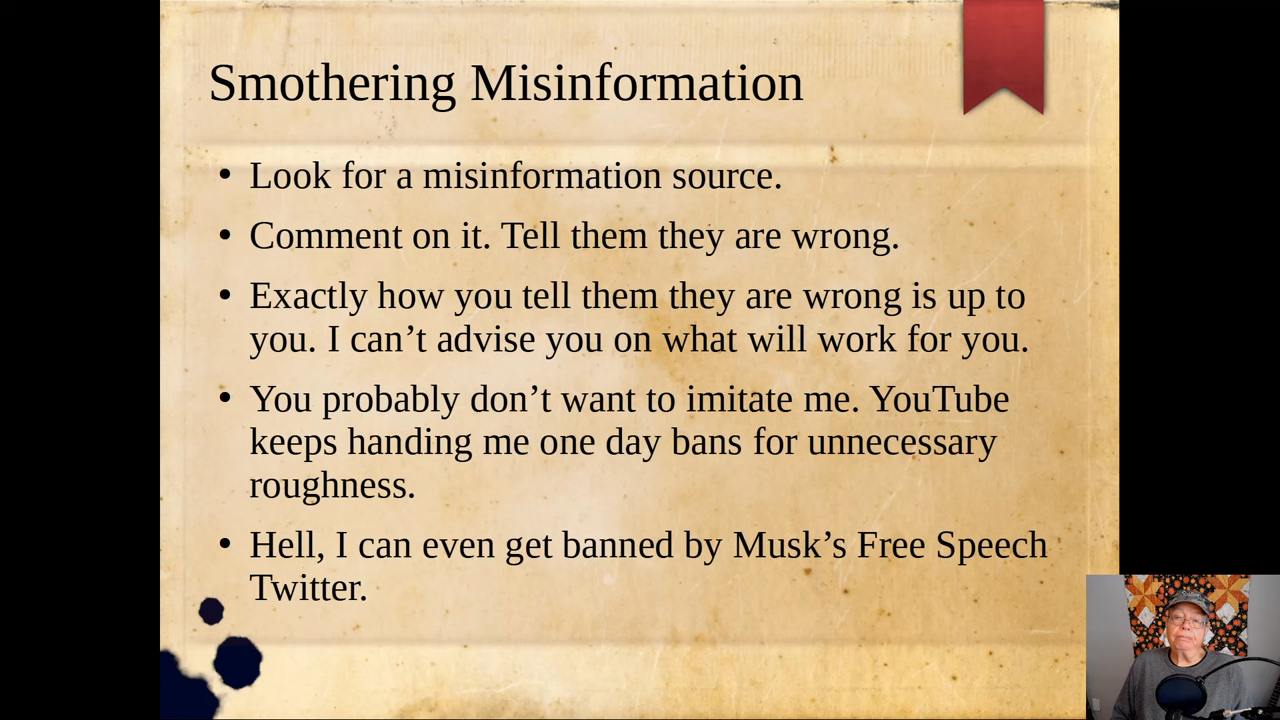 Smothering Misinformation
• Look for a misinformation source.
• Comment on it. Tell them they are wrong.
• Exactly how you tell them they are wrong is up to
you. I can’t advise you on what will work for you.
• You probably don’t want to imitate me. YouTube
keeps handing me one day bans for unnecessary
roughness.
• Hell, I can even get banned by Musk’s Free Speech
Twitter.